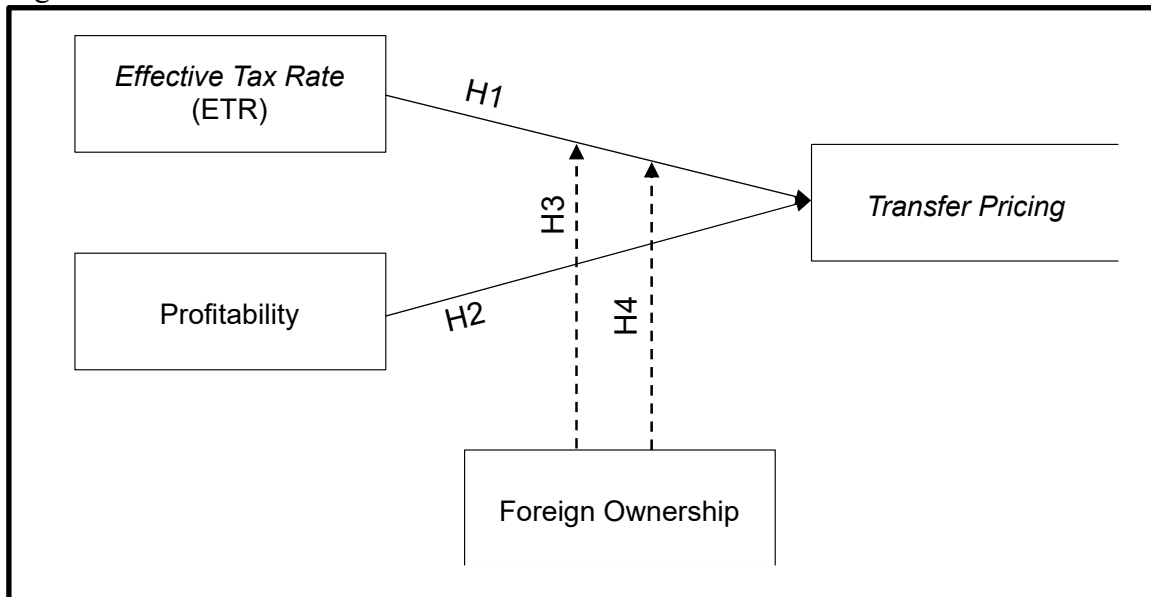 Effective Tax Rate
(ETR)
H1
Transfer Pricing
H3
H4
Profitability
H2
Foreign Ownership